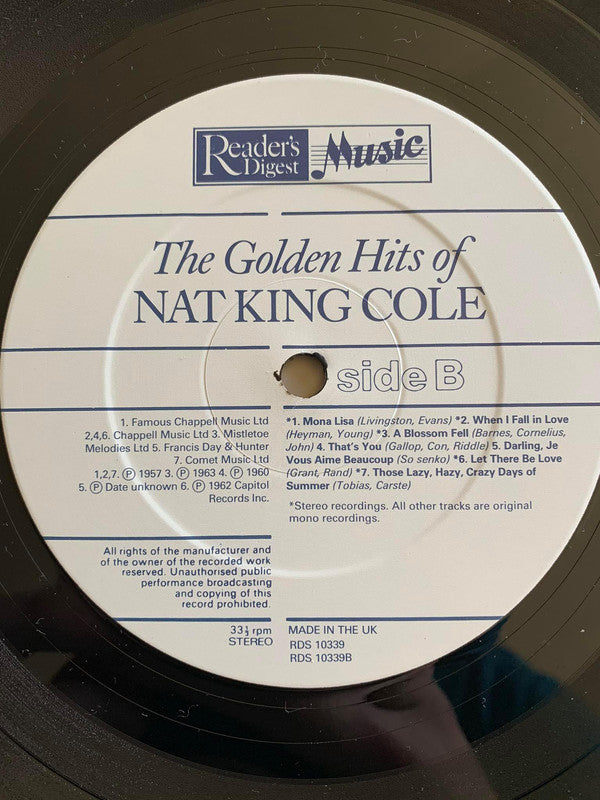 Reader's
Digest
Music
The Golden Hits of
NAT KING COLE
side B
1. Famous Chappell Music Ltd
2,4,6. Chappell Music Ltd 3. Mistletoe
Melodies Ltd 5. Francis Day & Hunter
7. Comet Music Ltd
1,2,7. ℗ 1957 3. ℗ 1963 4. ℗ 1960
5. ℗ Date unknown 6. ℗ 1962 Capitol
Records Inc.
*1. Mona Lisa (Livingston, Evans) *2. When I Fall in Love
(Heyman, Young) *3. A Blossom Fell (Barnes, Cornelius,
John) 4. That's You (Gallop, Con, Riddle) 5. Darling, Je
Vous Aime Beaucoup (So senko) *6. Let There Be Love
(Grant, Rand) *7. Those Lazy, Hazy, Crazy Days of
Summer (Tobias, Carste)
*Stereo recordings. All other tracks are original
mono recordings.
All rights of the manufacturer and
of the owner of the recorded work
reserved. Unauthorised public
performance broadcasting
and copying of this
record prohibited.
33⅓ rpm
STEREO
MADE IN THE UK
RDS 10339
RDS 10339B